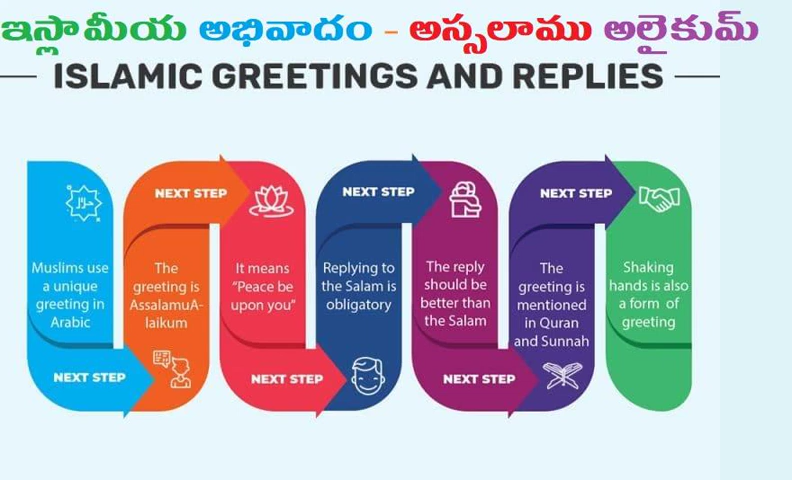 ఇస్లామీయ అభివాదం - అస్సలాము అలైకుమ్
ISLAMIC GREETINGS AND REPLIES
Muslims use
a unique
greeting in
Arabic
NEXT STEP
The
greeting is
AssalamuA-
laikum
NEXT STEP
It means
“Peace be
upon you”
NEXT STEP
Replying to
the Salam is
obligatory
NEXT STEP
The reply
should be
better than
the Salam
NEXT STEP
The
greeting is
mentioned
in Quran
and Sunnah
NEXT STEP
Shaking
hands is also
a form of
greeting